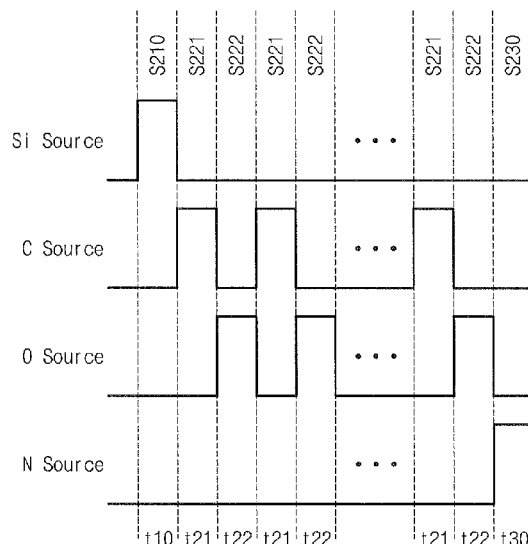 S210 S221 S222 S221 S222 S221 S222 S230
Si Source
C Source
O Source
N Source
t10 t21 t22 t21 t22 t21 t22 t30